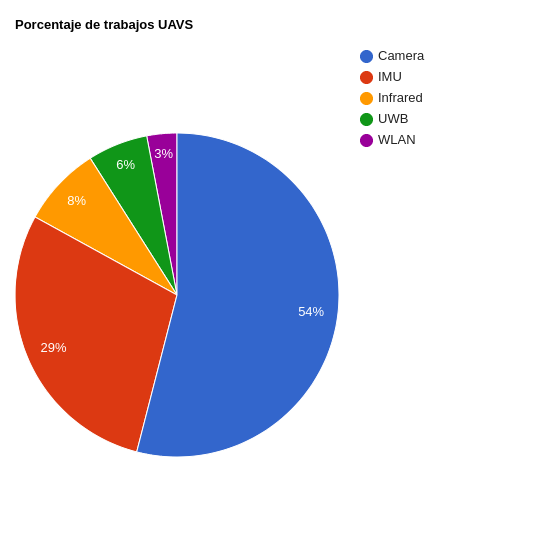 Porcentaje de trabajos UAVS
Camera
IMU
Infrared
UWB
WLAN
3%
6%
8%
54%
29%